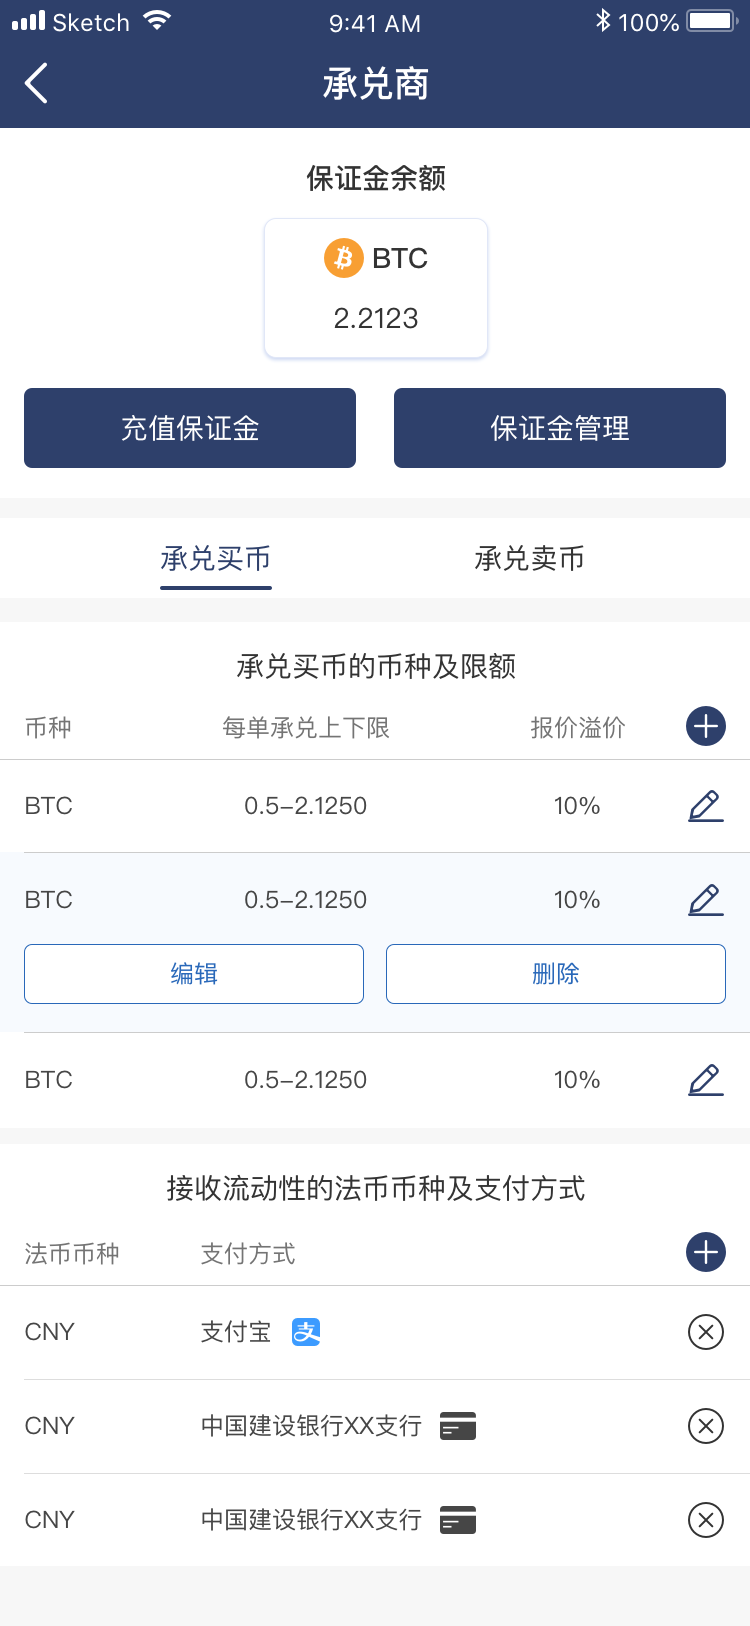 Sketch 9:41 AM 100%
承兑商
保证金余额
BTC
2.2123
充值保证金 保证金管理
承兑买币 承兑卖币
承兑买币的币种及限额
币种 每单承兑上下限 报价溢价
BTC 0.5–2.1250 10%
BTC 0.5–2.1250 10%
编辑 删除
BTC 0.5–2.1250 10%
接收流动性的法币币种及支付方式
法币币种 支付方式
CNY 支付宝 支
CNY 中国建设银行XX支行
CNY 中国建设银行XX支行